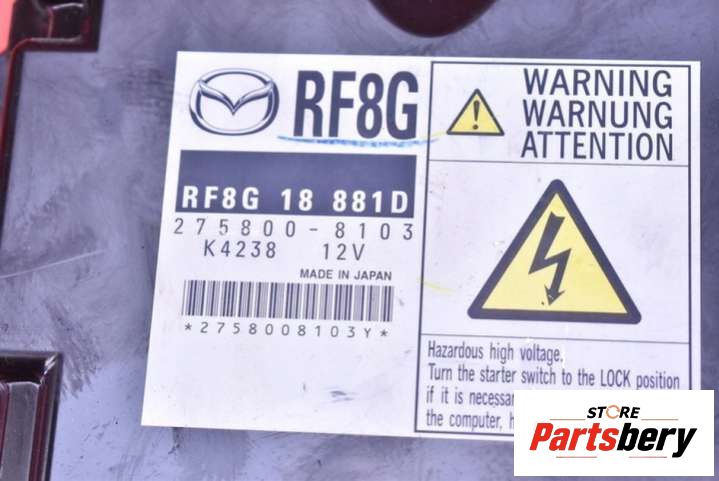 RF8G
RF8G 18 881D
275800-8103
K4238 12V
MADE IN JAPAN
*2758008103Y*
WARNING
WARNUNG
ATTENTION
Hazardous high voltage.
Turn the starter switch to the LOCK position
if it is
the computer,
STORE
Partsbery